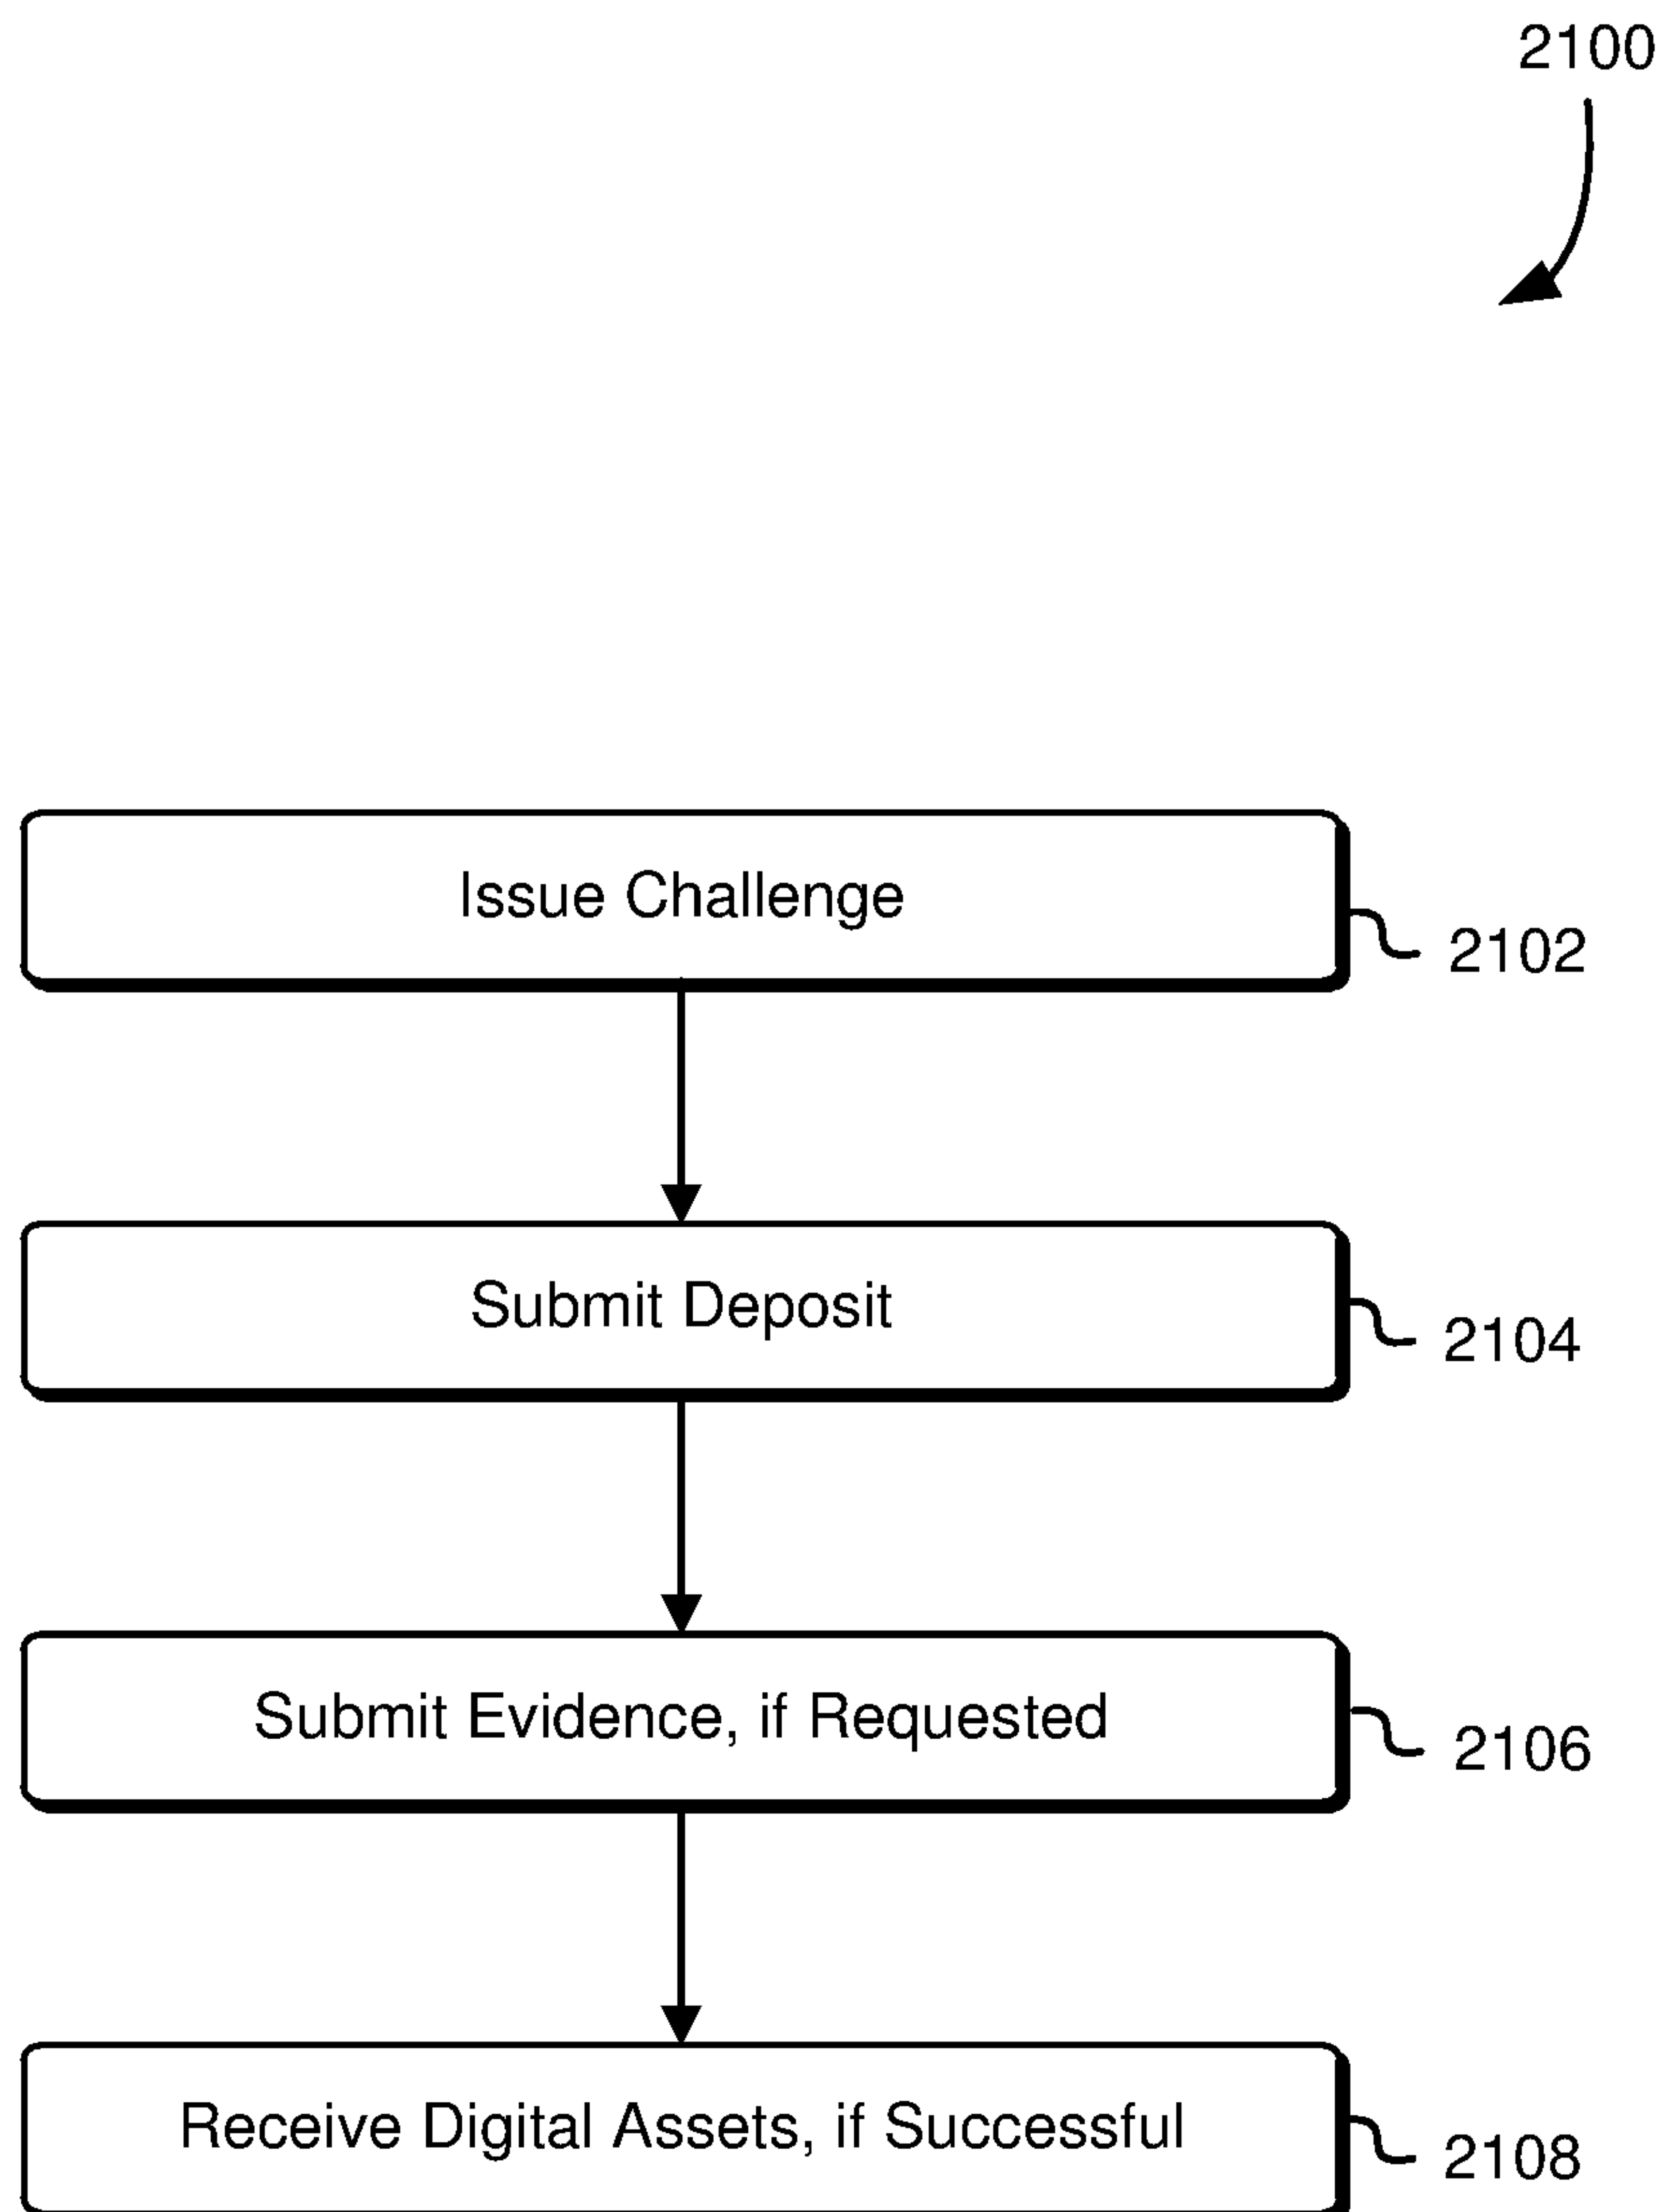 2100
Issue Challenge
2102
Submit Deposit
2104
Submit Evidence, if Requested
2106
Receive Digital Assets, if Successful
2108